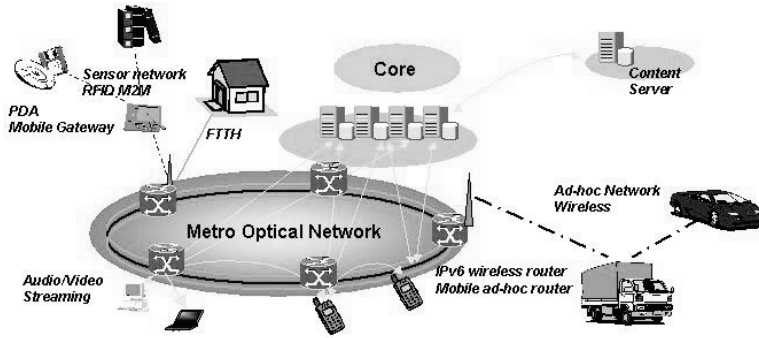 Sensor network
RFID M2M
PDA
Mobile Gateway
FTTH
Core
Content
Server
Ad-hoc Network
Wireless
Metro Optical Network
IPv6 wireless router
Mobile ad-hoc router
Audio/Video
Streaming